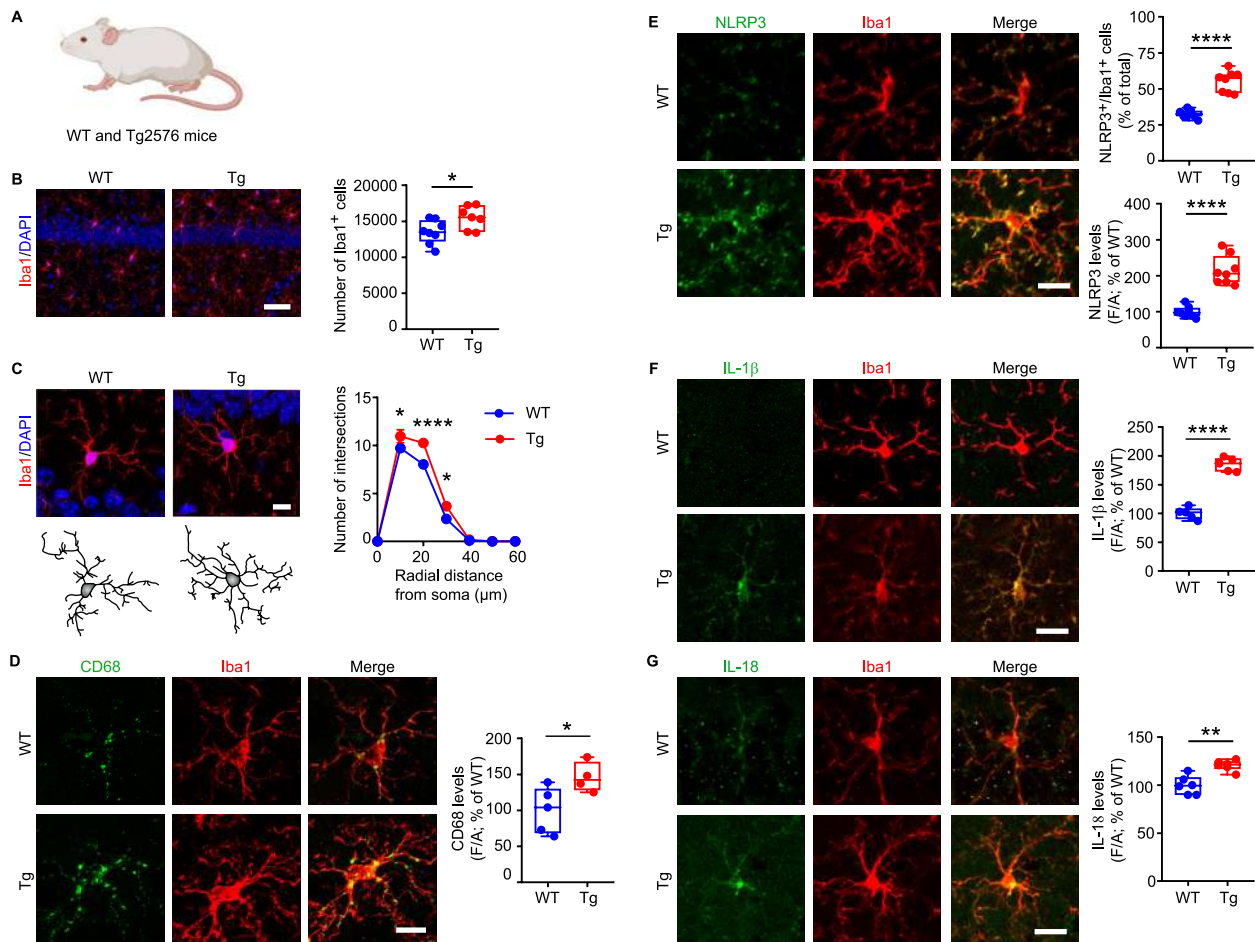 A
WT and Tg2576 mice
B
WT
Tg
Iba1/DAPI
Number of Iba1⁺ cells
20000
15000
10000
5000
0
*
WT
Tg
C
WT
Tg
Iba1/DAPI
Number of intersections
15
10
5
0
*
****
*
WT
Tg
0
20
40
60
Radial distance
from soma (µm)
D
CD68
Iba1
Merge
WT
Tg
CD68 levels
(F/A; % of WT)
200
150
100
50
0
*
WT
Tg
E
NLRP3
Iba1
Merge
WT
Tg
NLRP3⁺/Iba1+ cells
(% of total)
100
75
50
25
0
****
WT
Tg
NLRP3 levels
(F/A; % of WT)
400
300
200
100
0
****
WT
Tg
F
IL-1β
Iba1
Merge
WT
Tg
IL-1β levels
(F/A; % of WT)
250
200
150
100
50
0
****
WT
Tg
G
IL-18
Iba1
Merge
WT
Tg
IL-18 levels
(F/A; % of WT)
150
100
50
0
**
WT
Tg